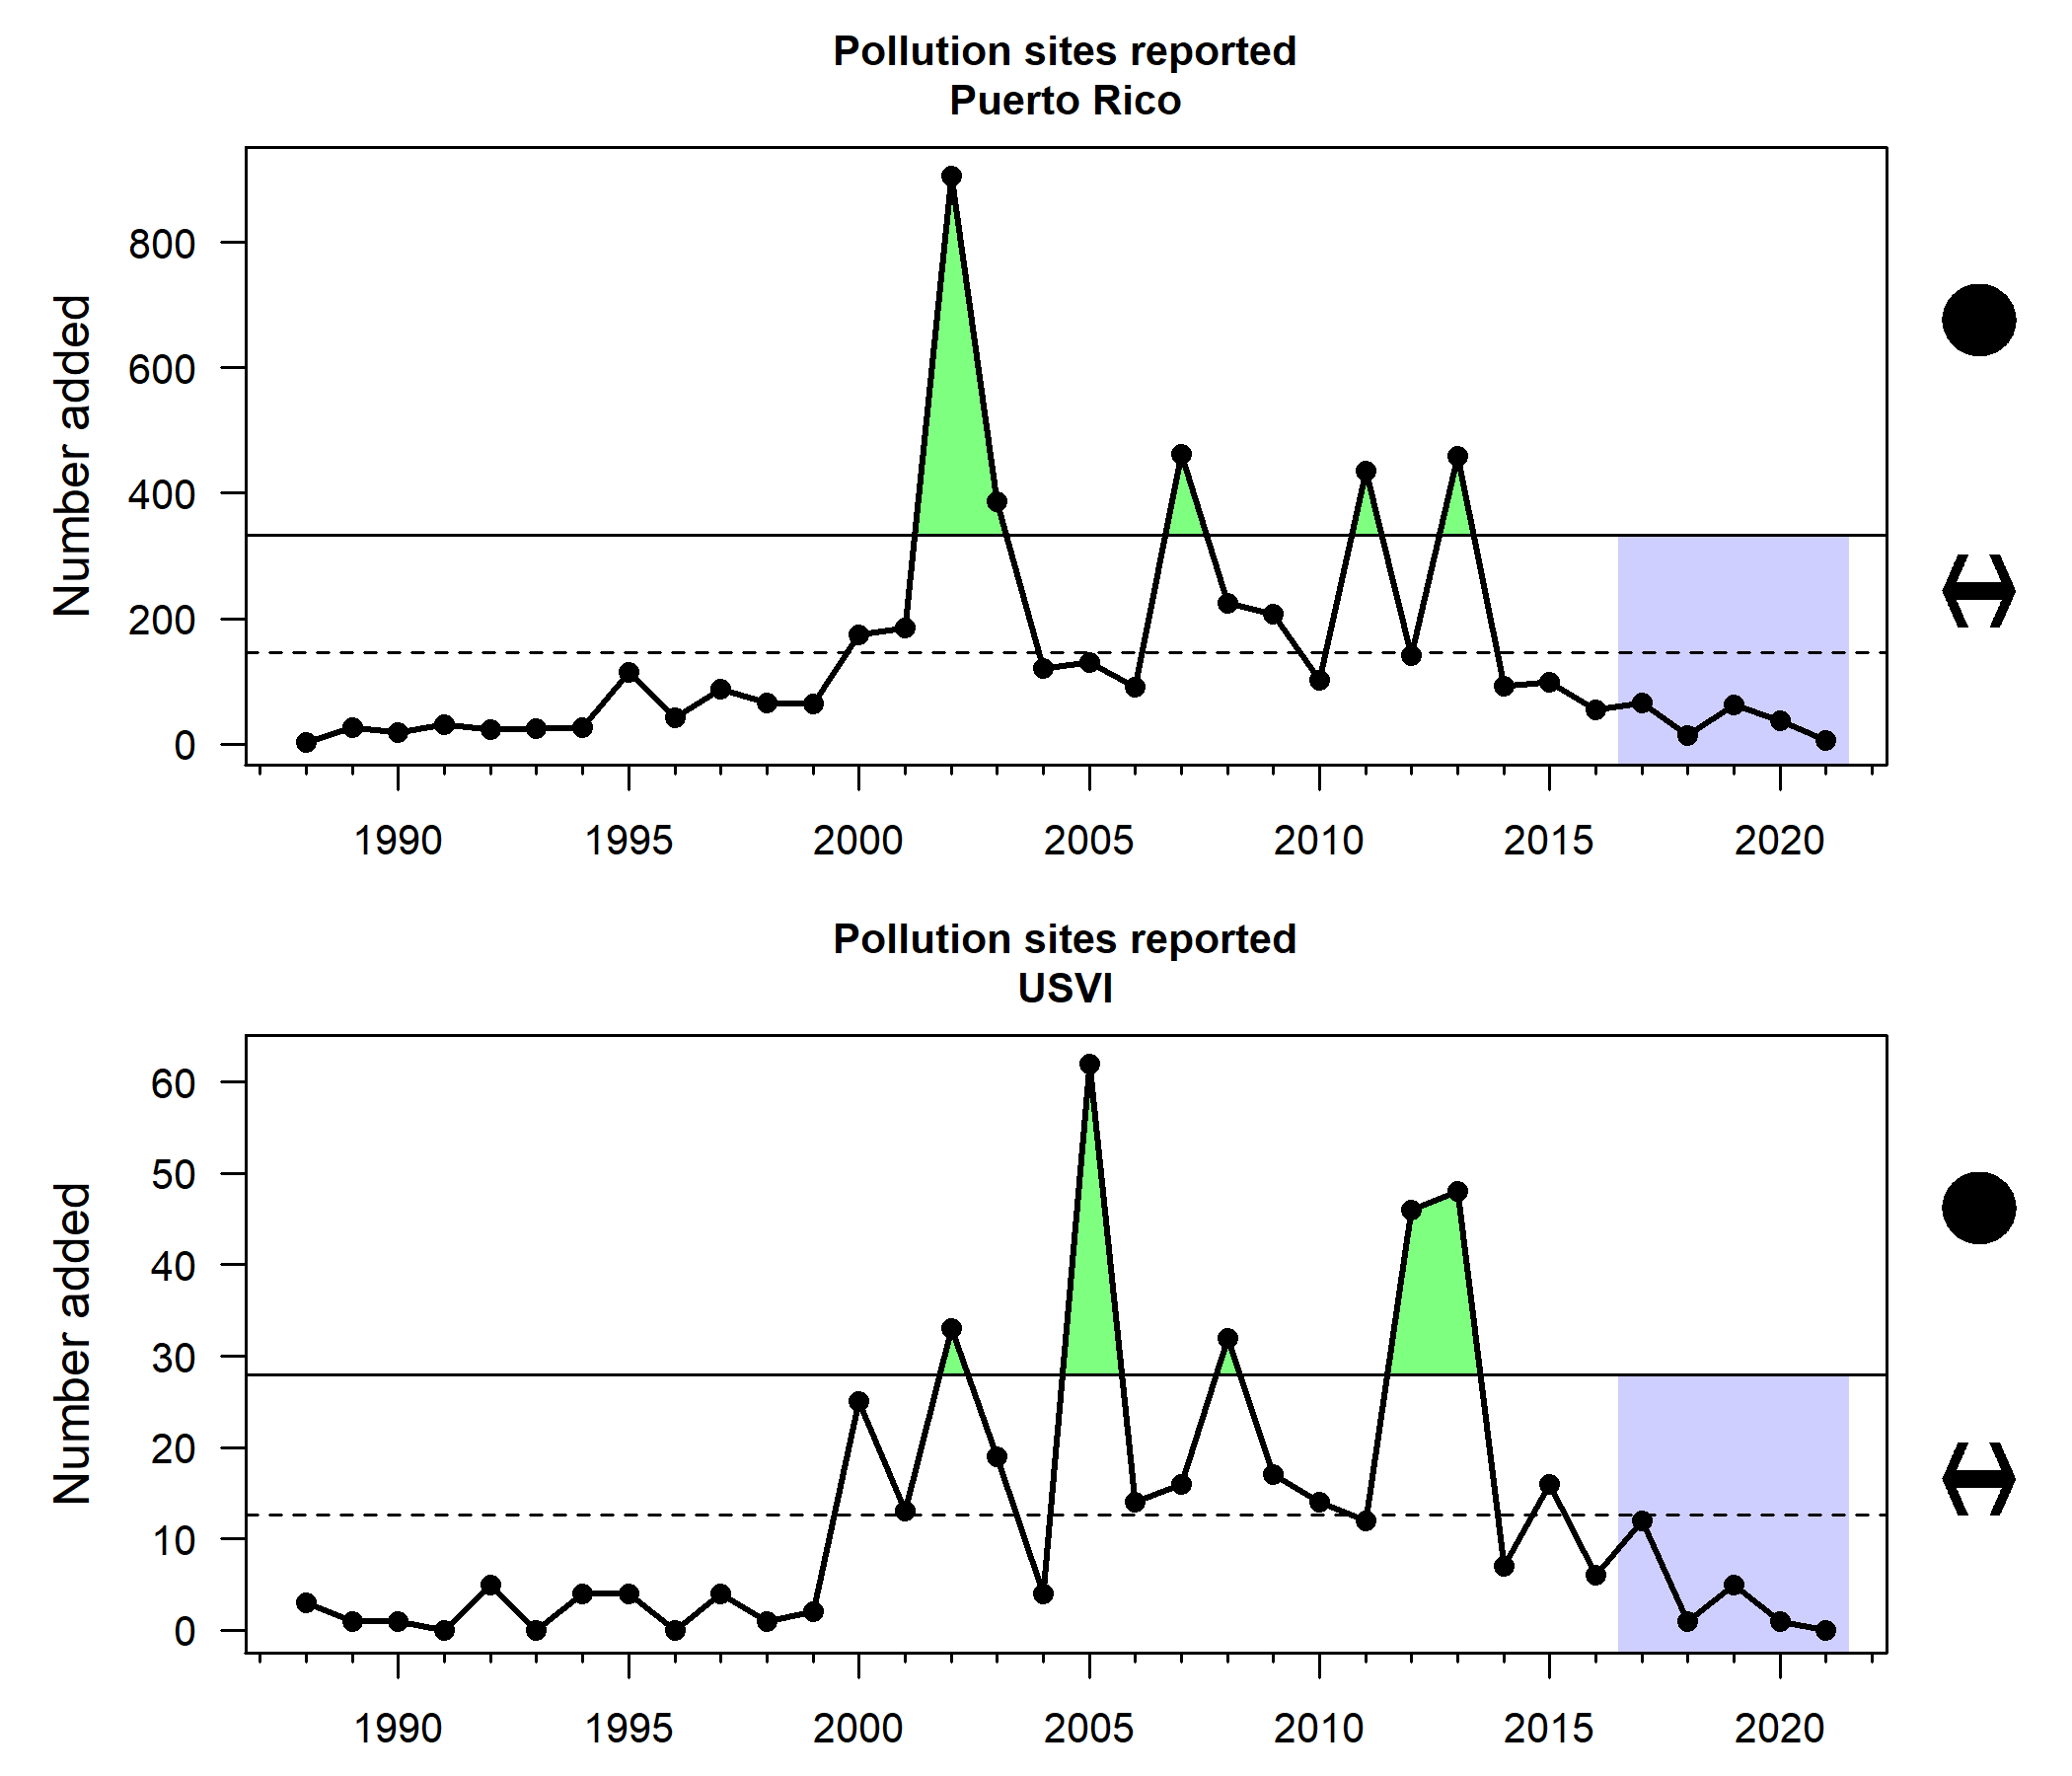 Pollution sites reported
Puerto Rico
Number added
800
600
400
200
0
1990 1995 2000 2005 2010 2015 2020
Pollution sites reported
USVI
Number added
60
50
40
30
20
10
0
1990 1995 2000 2005 2010 2015 2020